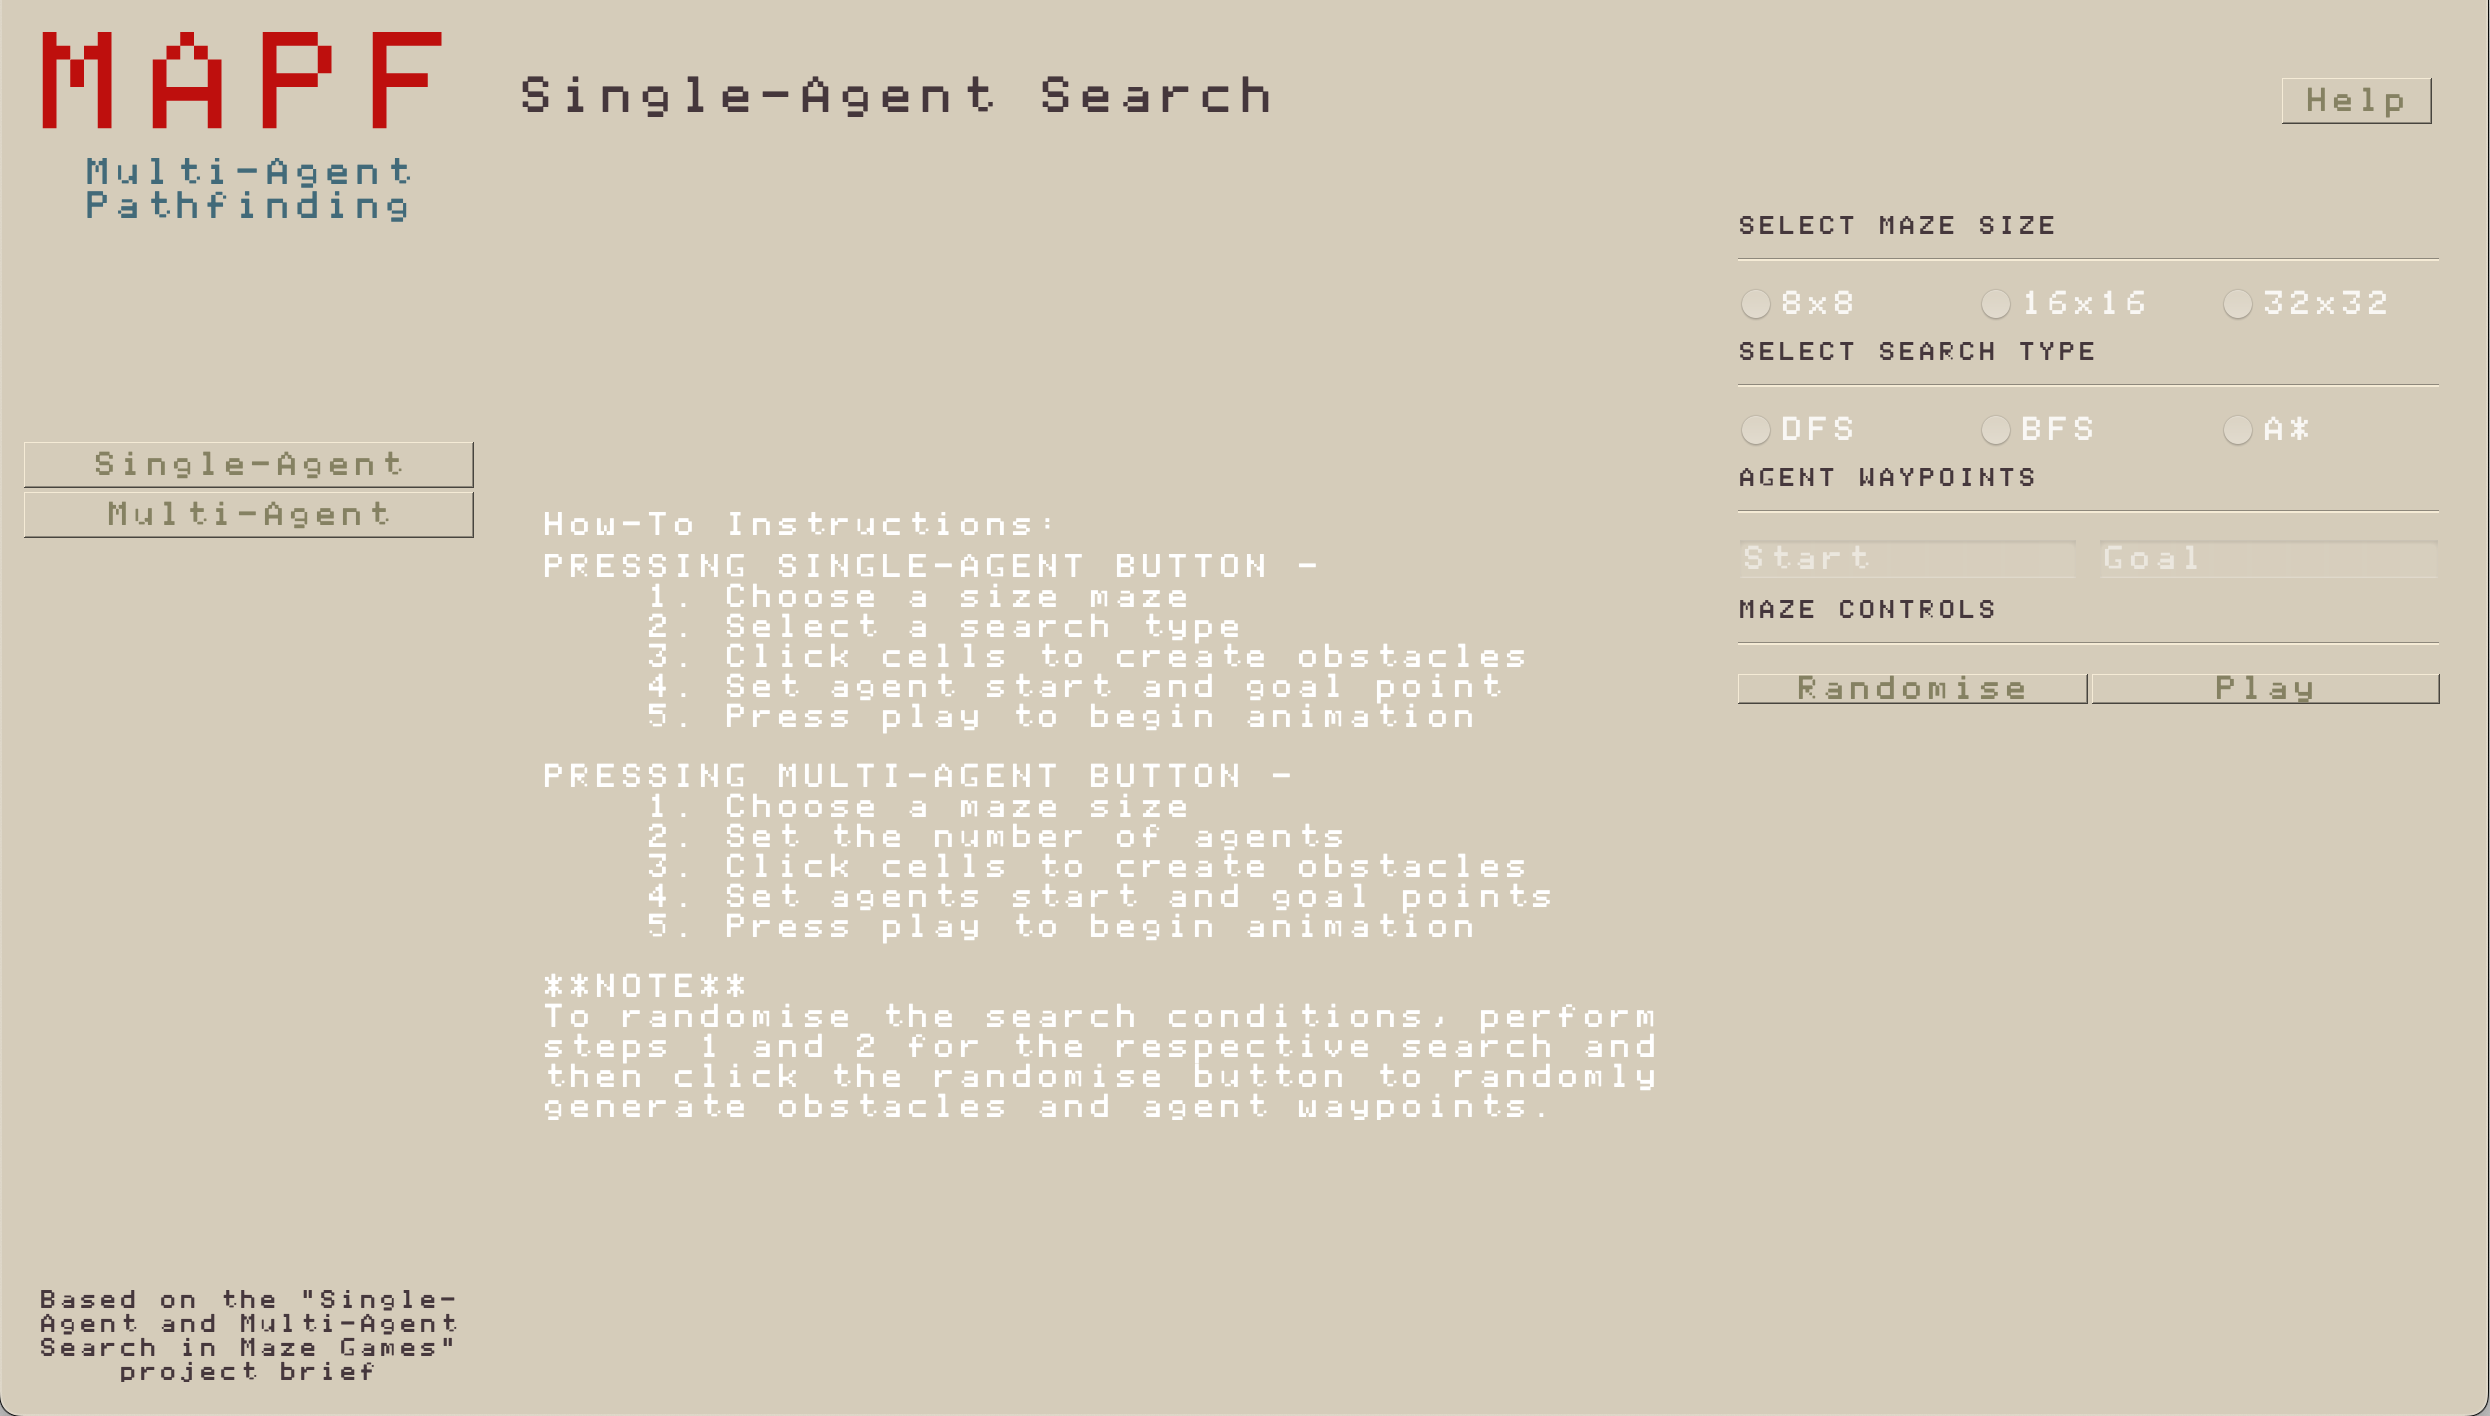 MAPF
Multi-Agent
Pathfinding
Single-Agent
Multi-Agent
Based on the "Single-
Agent and Multi-Agent
Search in Maze Games"
project brief
Single-Agent Search
How-To Instructions:
PRESSING SINGLE-AGENT BUTTON -
1. Choose a size maze
2. Select a search type
3. Click cells to create obstacles
4. Set agent start and goal point
5. Press play to begin animation
PRESSING MULTI-AGENT BUTTON -
1. Choose a maze size
2. Set the number of agents
3. Click cells to create obstacles
4. Set agents start and goal points
5. Press play to begin animation
**NOTE**
To randomise the search conditions, perform
steps 1 and 2 for the respective search and
then click the randomise button to randomly
generate obstacles and agent waypoints.
Help
SELECT MAZE SIZE
8x8 16x16 32x32
SELECT SEARCH TYPE
DFS BFS A*
AGENT WAYPOINTS
Start Goal
MAZE CONTROLS
Randomise Play